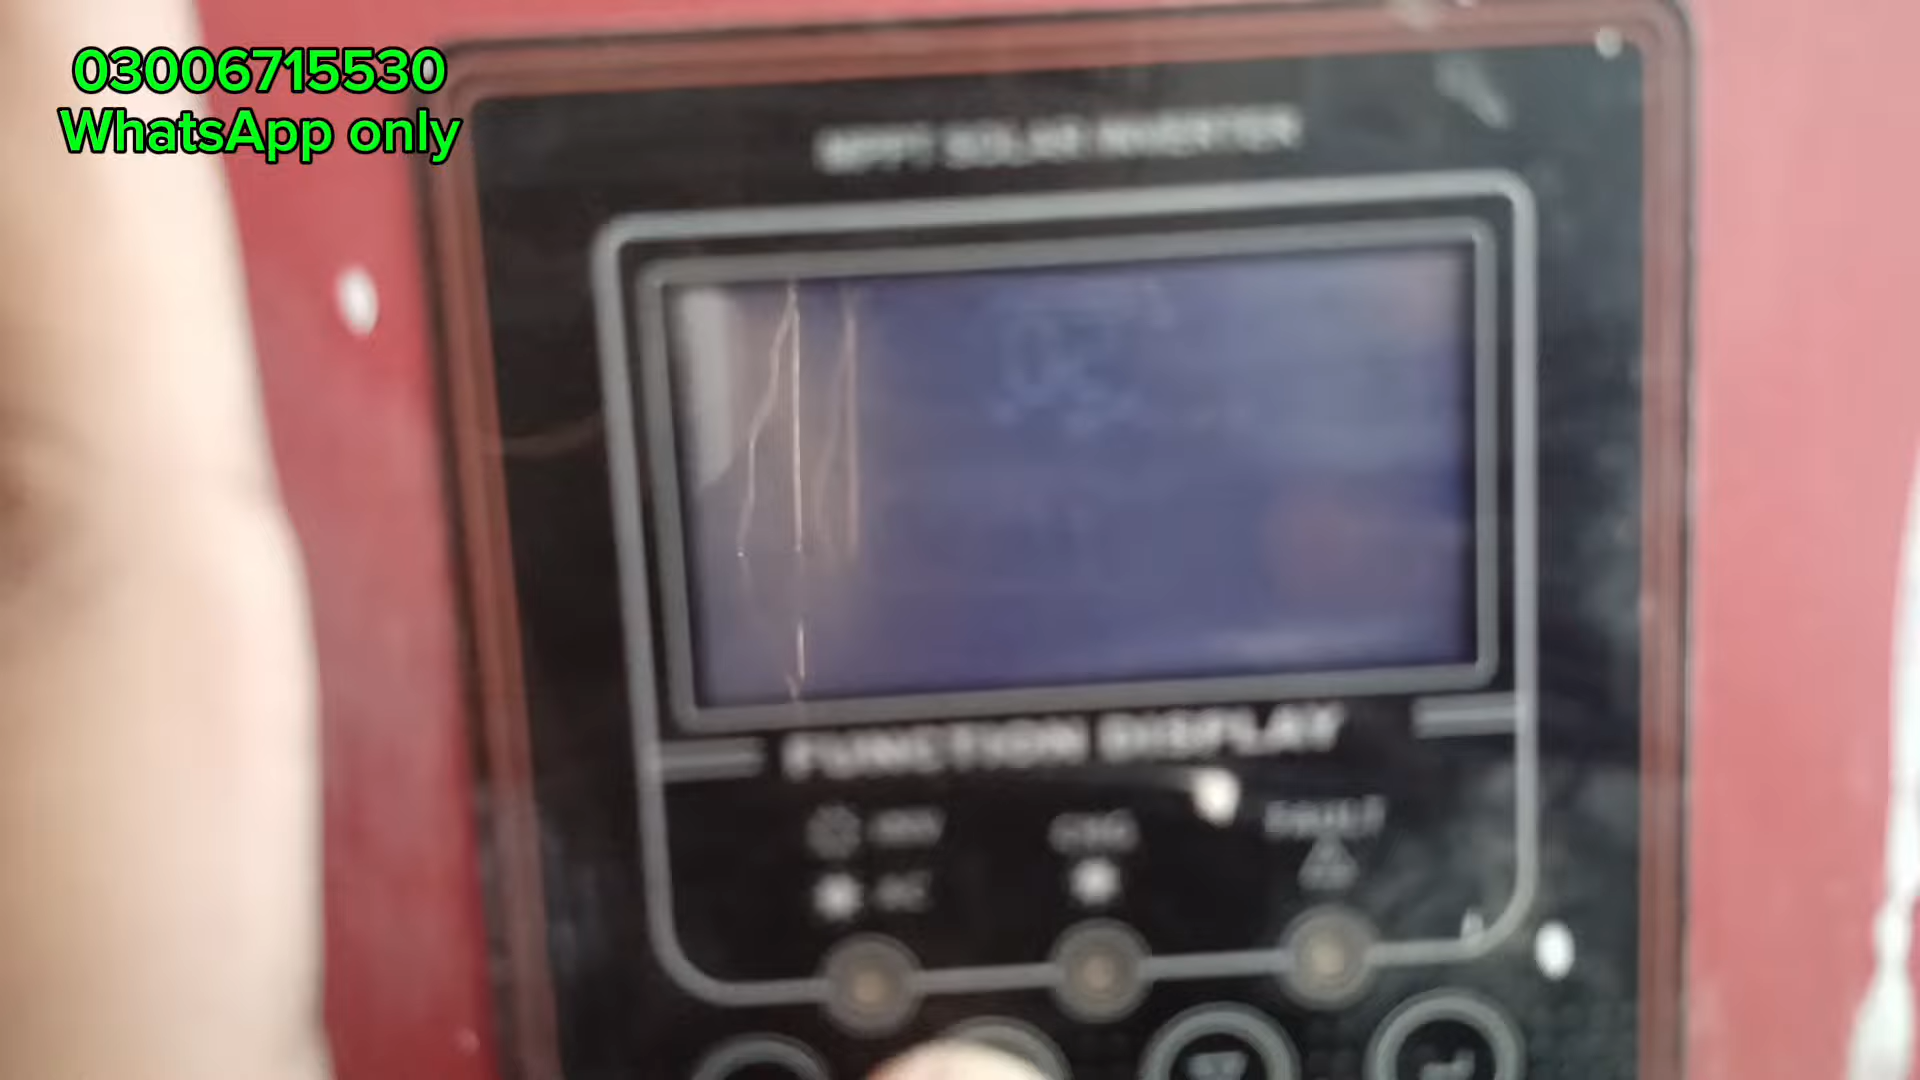 03006715530
WhatsApp only
MPPT SOLAR INVERTER
FUNCTION DISPLAY
INV
CHG
FAULT
AC